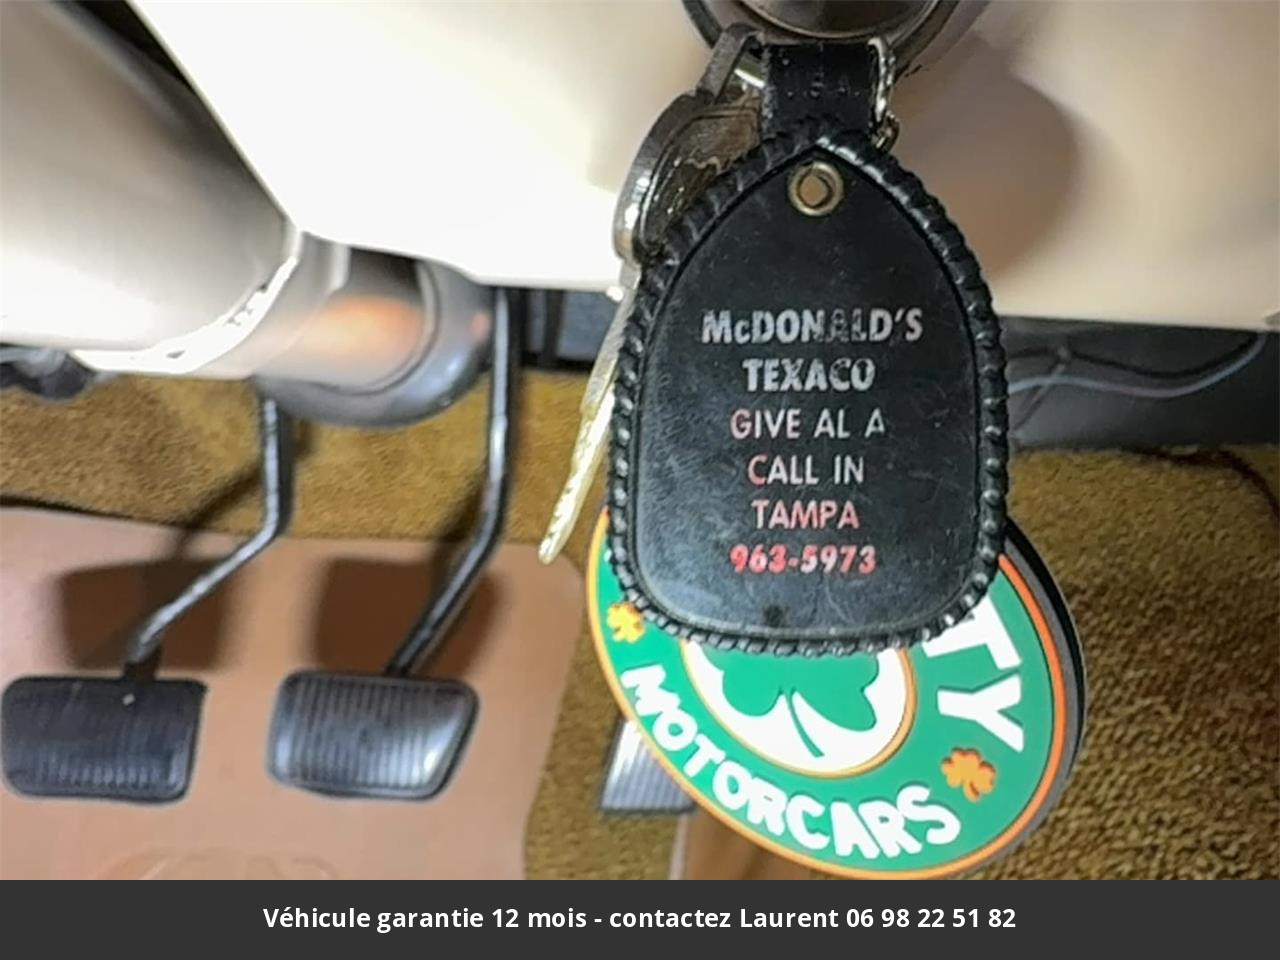 McDONALD'S
TEXACO
GIVE AL A
CALL IN
TAMPA
963-5973
TY
MOTORCARS
Véhicule garantie 12 mois - contactez Laurent 06 98 22 51 82